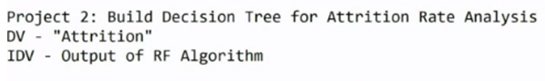 Project 2: Build Decision Tree for Attrition Rate Analysis
DV - "Attrition"
IDV - Output of RF Algorithm